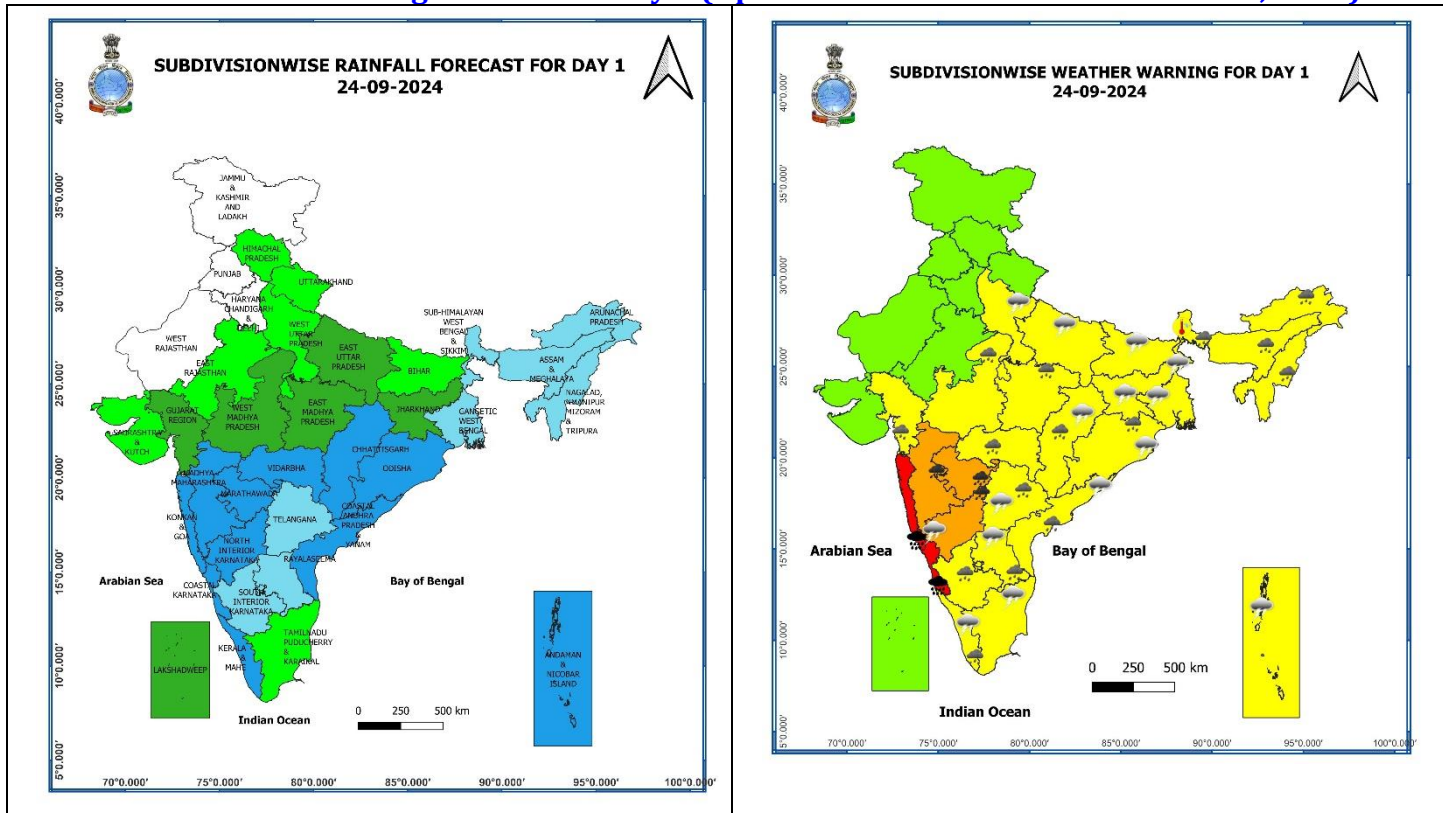 SUBDIVISIONWISE RAINFALL FORECAST FOR DAY 1
24-09-2024
40°0.000'
35°0.000'
30°0.000'
25°0.000'
20°0.000'
15°0.000'
10°0.000'
5°0.000'
JAMMU
&
KASHMIR
AND
LADAKH
HIMACHAL
PRADESH
PUNJAB
UTTARAKHAND
HARYANA
CHANDIGARH
&
DELHI
WEST
RAJASTHAN
WEST
UTTAR
PRADESH
EAST
UTTAR
PRADESH
EAST
RAJASTHAN
SUB-HIMALAYAN
WEST
BENGAL
&
SIKKIM
ARUNACHAL
PRADESH
ASSAM
&
MEGHALAYA
NAGALAD,
MANIPUR
MIZORAM
&
TRIPURA
BIHAR
JHARKHAND
GANGETIC
WEST
BENGAL
GUJARAT
REGION
WEST
MADHYA
PRADESH
EAST
MADHYA
PRADESH
SAURASHTRA
&
KUTCH
CHHATTISGARH
ODISHA
VIDARBHA
MADHYA
MAHARASHTRA
MARATHAWADA
KONKAN
&
GOA
TELANGANA
COASTAL
ANDHRA
PRADESH
&
YANAM
NORTH
INTERIOR
KARNATAKA
RAYALASEEMA
COASTAL
KARNATAKA
SOUTH
INTERIOR
KARNATAKA
TAMILNADU
PUDUCHERRY
&
KARAIKAL
KERALA
&
MAHE
LAKSHADWEEP
ANDAMAN
&
NICOBAR
ISLAND
Arabian Sea
Bay of Bengal
Indian Ocean
0 250 500 km
70°0.000' 75°0.000' 80°0.000' 85°0.000' 90°0.000' 95°0.000' 100°0.000'
SUBDIVISIONWISE WEATHER WARNING FOR DAY 1
24-09-2024
40°0.000'
35°0.000'
30°0.000'
25°0.000'
20°0.000'
15°0.000'
10°0.000'
5°0.000'
Arabian Sea
Bay of Bengal
Indian Ocean
0 250 500 km
70°0.000' 75°0.000' 80°0.000' 85°0.000' 90°0.000' 95°0.000' 100°0.000'